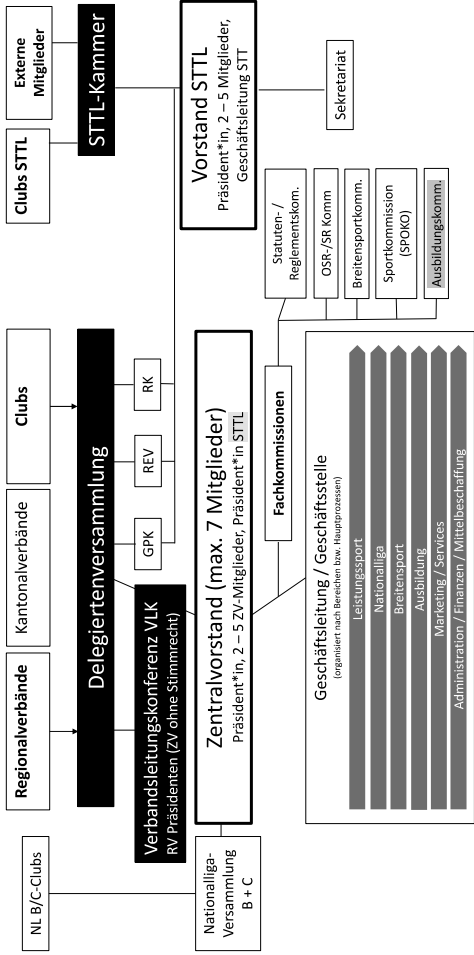 NL B/C-Clubs
Regionalverbände
Kantonalverbände
Clubs
Clubs STTL
Externe
Mitglieder
Delegiertenversammlung
STTL-Kammer
Verbandsleitungskonferenz VLK
RV Präsidenten (ZV ohne Stimmrecht)
GPK
REV
RK
Nationalliga-
Versammlung
B + C
Zentralvorstand (max. 7 Mitglieder)
Präsident*in, 2 – 5 ZV-Mitglieder, Präsident*in STTL
Vorstand STTL
Präsident*in, 2 – 5 Mitglieder,
Geschäftsleitung STT
Fachkommissionen
Statuten-/
Reglementskom.
OSR-/SR Komm
Breitensportkomm.
Sportkommission
(SPOKO)
Ausbildungskomm.
Sekretariat
Geschäftsleitung / Geschäftsstelle
(organisiert nach Bereichen bzw. Hauptprozessen)
Leistungssport
Nationalliga
Breitensport
Ausbildung
Marketing / Services
Administration / Finanzen / Mittelbeschaffung